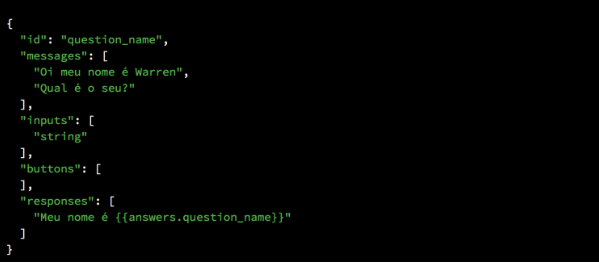 {
"id": "question_name",
"messages": [
"Oi meu nome é Warren",
"Qual é o seu?"
],
"inputs": [
"string"
],
"buttons": [
],
"responses": [
"Meu nome é {{answers.question_name}}"
]
}